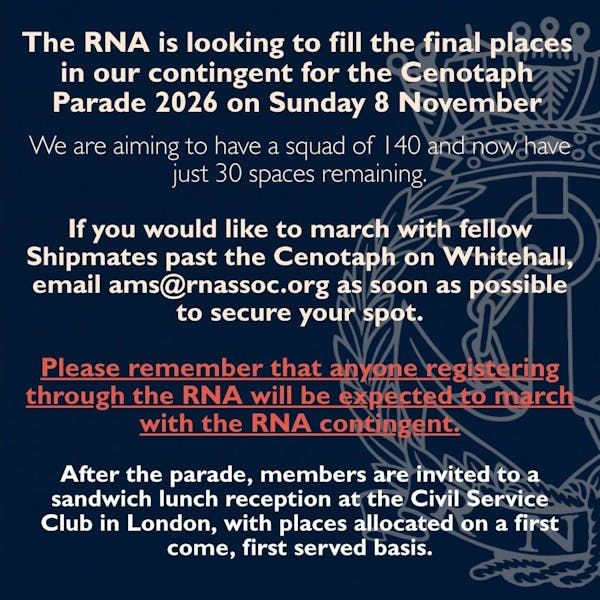 The RNA is looking to fill the final places
in our contingent for the Cenotaph
Parade 2026 on Sunday 8 November
We are aiming to have a squad of 140 and now have
just 30 spaces remaining.
If you would like to march with fellow
Shipmates past the Cenotaph on Whitehall,
email ams@rnassoc.org as soon as possible
to secure your spot.
Please remember that anyone registering
through the RNA will be expected to march
with the RNA contingent.
After the parade, members are invited to a
sandwich lunch reception at the Civil Service
Club in London, with places allocated on a first
come, first served basis.